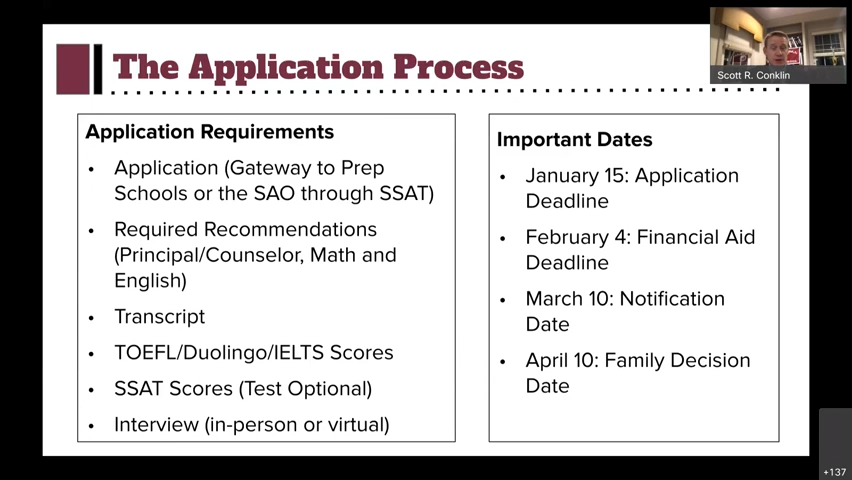 The Application Process
Scott R. Conklin
Application Requirements
• Application (Gateway to Prep
Schools or the SAO through SSAT)
• Required Recommendations
(Principal/Counselor, Math and
English)
• Transcript
• TOEFL/Duolingo/IELTS Scores
• SSAT Scores (Test Optional)
• Interview (in-person or virtual)
Important Dates
• January 15: Application
Deadline
• February 4: Financial Aid
Deadline
• March 10: Notification
Date
• April 10: Family Decision
Date
+137